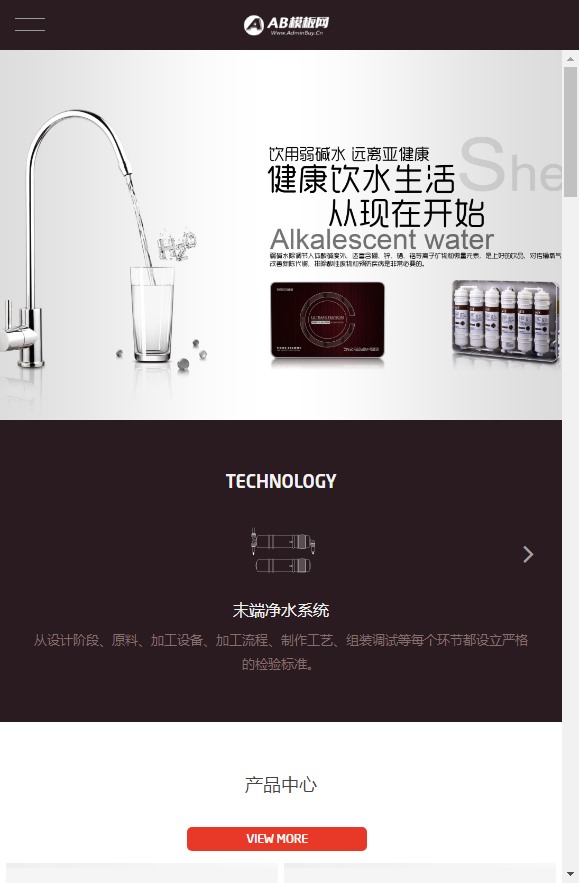 AB模板网
www.AdminBuy.Cn
饮用弱碱水 远离亚健康
健康饮水生活
She
从现在开始
Alkalescent water
TECHNOLOGY
末端净水系统
从设计阶段、原料、加工设备、加工流程、制作工艺、组装调试等每个环节都设立严格
的检验标准。
产品中心
VIEW MORE